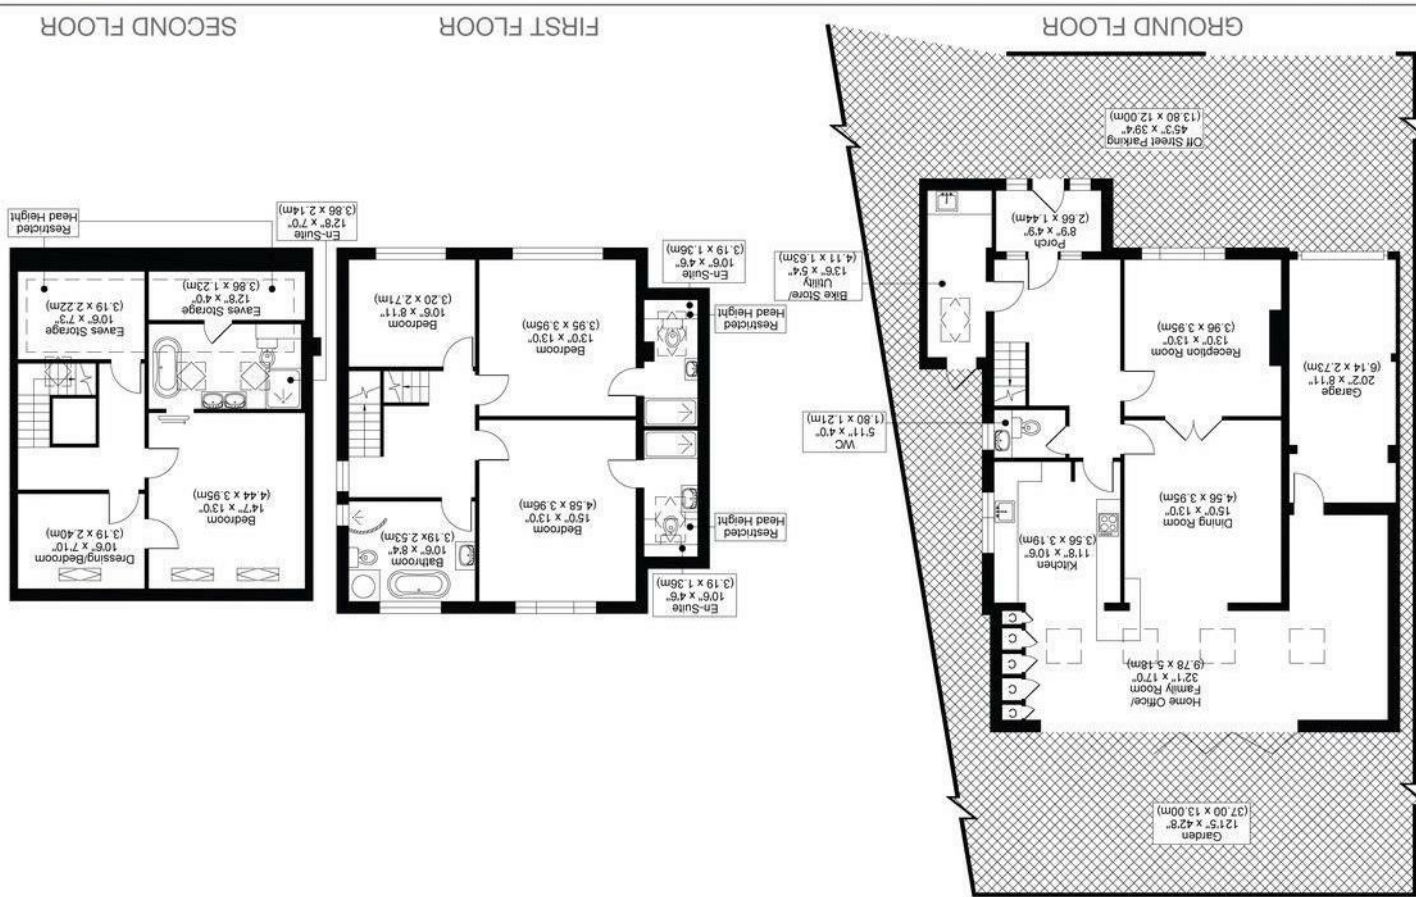 Garden
121'5" x 42'8"
(37.00 x 13.00m)
Home Office/
Family Room
32'1" x 17'0"
(9.78 x 5.18m)
C
C
C
C
C
Kitchen
11'8" x 10'6"
(3.56 x 3.19m)
Dining Room
15'0" x 13'0"
(4.56 x 3.95m)
WC
5'11" x 4'0"
(1.80 x 1.21m)
Garage
20'2" x 8'11"
(6.14 x 2.73m)
Reception Room
13'0" x 13'0"
(3.96 x 3.95m)
Bike Store/
Utility
13'6" x 5'4"
(4.11 x 1.63m)
Porch
8'9" x 4'9"
(2.66 x 1.44m)
Off Street Parking
45'3" x 39'4"
(13.80 x 12.00m)
GROUND FLOOR
En-Suite
10'6" x 4'6"
(3.19 x 1.36m)
Restricted
Head Height
Bedroom
15'0" x 13'0"
(4.58 x 3.96m)
Bathroom
10'6" x 8'4"
(3.19 x 2.53m)
Bedroom
13'0" x 13'0"
(3.95 x 3.95m)
Bedroom
10'6" x 8'11"
(3.20 x 2.71m)
Restricted
Head Height
En-Suite
10'6" x 4'6"
(3.19 x 1.36m)
FIRST FLOOR
Dressing/Bedroom
10'6" x 7'10"
(3.19 x 2.40m)
Bedroom
14'7" x 13'0"
(4.44 x 3.95m)
Eaves Storage
10'6" x 7'3"
(3.19 x 2.22m)
Eaves Storage
12'8" x 4'0"
(3.86 x 1.23m)
En-Suite
12'8" x 7'0"
(3.86 x 2.14m)
Restricted
Head Height
SECOND FLOOR